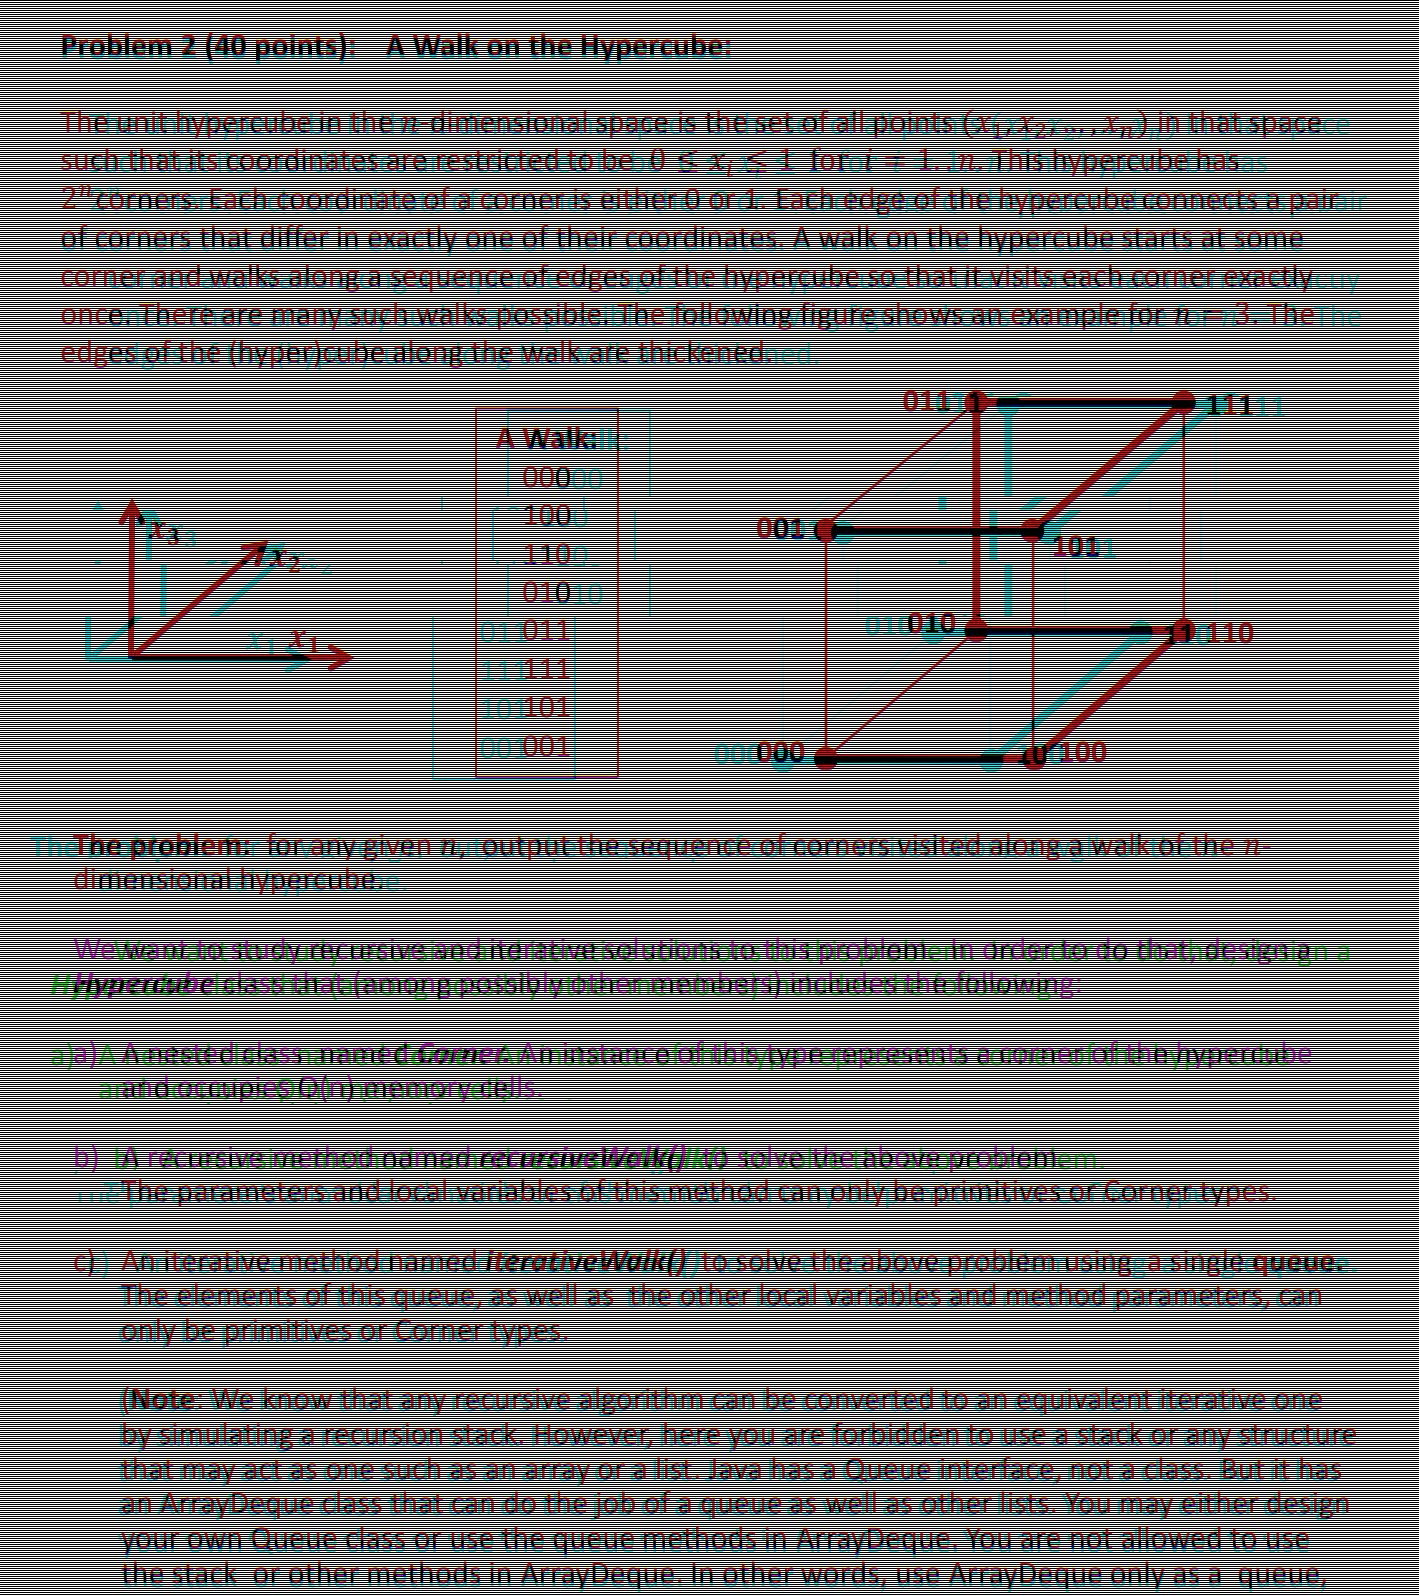 Problem 2 (40 points): A Walk on the Hypercube:
The unit hypercube in the n-dimensional space is the set of all points (x₁, x₂, ..., xₙ) in that space
such that its coordinates are restricted to be 0 ≤ xᵢ ≤ 1 for i = 1..n. This hypercube has
2ⁿ corners. Each coordinate of a corner is either 0 or 1. Each edge of the hypercube connects a pair
of corners that differ in exactly one of their coordinates. A walk on the hypercube starts at some
corner and walks along a sequence of edges of the hypercube so that it visits each corner exactly
once. There are many such walks possible. The following figure shows an example for n = 3. The
edges of the (hyper)cube along the walk are thickened.
x₃
x₂
x₁
A Walk:
000
100
110
010
011
111
101
001
011
111
001
101
010
110
000
100
The problem: for any given n, output the sequence of corners visited along a walk of the n-
dimensional hypercube.
We want to study recursive and iterative solutions to this problem. In order to do that, design a
Hypercube class that (among possibly other members) includes the following:
a) A nested class named Corner. An instance of this type represents a corner of the hypercube
and occupies O(n) memory cells.
b) A recursive method named recursiveWalk() to solve the above problem.
The parameters and local variables of this method can only be primitives or Corner types.
c) An iterative method named iterativeWalk() to solve the above problem using a single queue.
The elements of this queue, as well as the other local variables and method parameters, can
only be primitives or Corner types.
(Note: We know that any recursive algorithm can be converted to an equivalent iterative one
by simulating a recursion stack. However, here you are forbidden to use a stack or any structure
that may act as one such as an array or a list. Java has a Queue interface, not a class. But it has
an ArrayDeque class that can do the job of a queue as well as other lists. You may either design
your own Queue class or use the queue methods in ArrayDeque. You are not allowed to use
the stack or other methods in ArrayDeque. In other words, use ArrayDeque only as a queue,